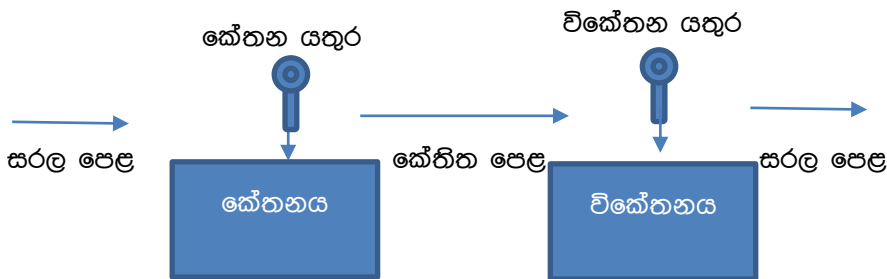 කේතන යතුර
විකේතන යතුර
සරල පෙළ
කේතිත පෙළ
සරල පෙළ
කේතනය
විකේතනය